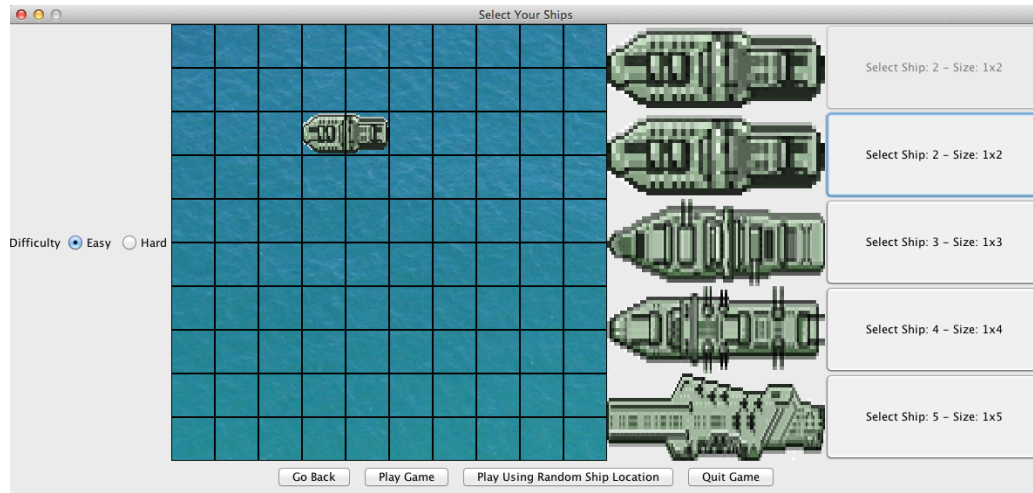 Select Your Ships
Select Ship: 2 - Size: 1x2
Select Ship: 2 - Size: 1x2
Difficulty Easy Hard
Select Ship: 3 - Size: 1x3
Select Ship: 4 - Size: 1x4
Select Ship: 5 - Size: 1x5
Go Back Play Game Play Using Random Ship Location Quit Game